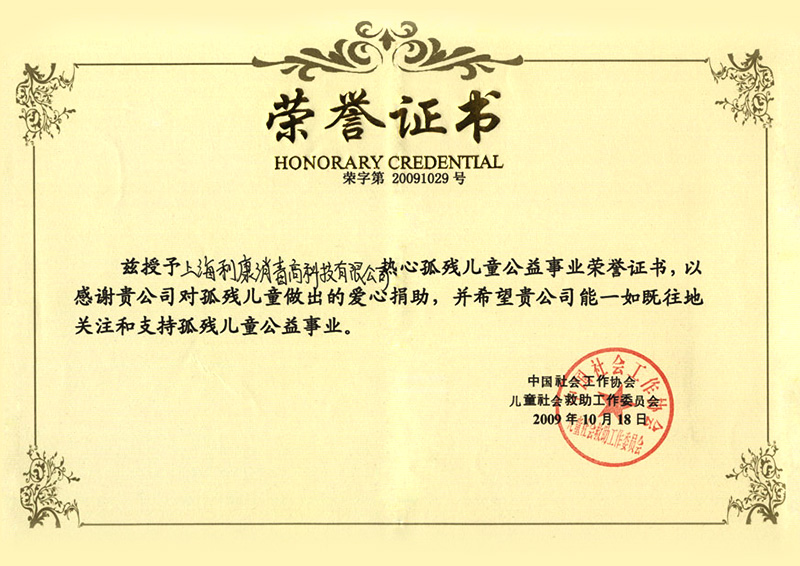 荣誉证书
HONORARY CREDENTIAL
荣字第 20091029 号
兹授予上海利康消毒高科技有限公司热心孤残儿童公益事业荣誉证书，以
感谢贵公司对孤残儿童做出的爱心捐助，并希望贵公司能一如既往地
关注和支持孤残儿童公益事业。
中国社会工作协会
儿童社会救助工作委员会
2009 年 10 月 18 日
中国社会工作协会
儿童社会救助工作委员会